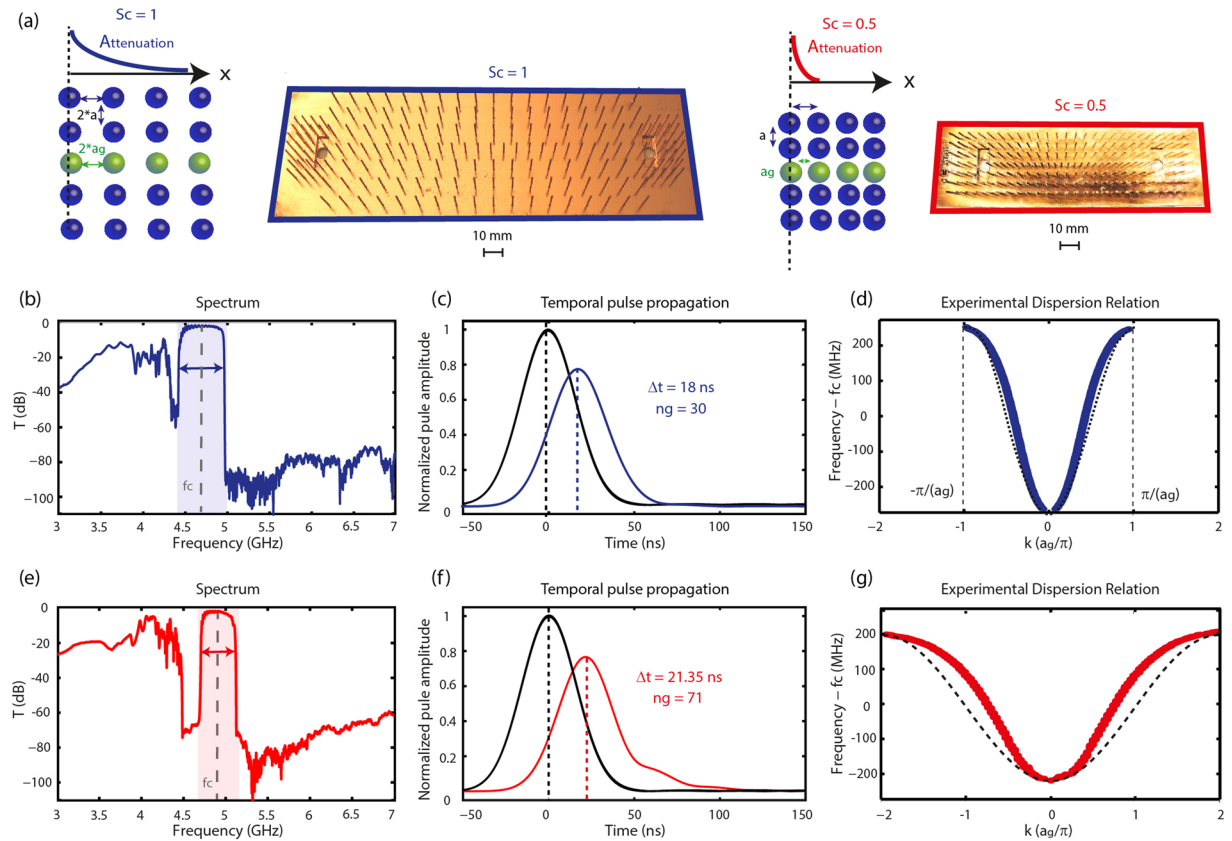 (a)
Sc = 1
Attenuation
x
2*a
2*ag
Sc = 1
10 mm
Sc = 0.5
Attenuation
x
a
ag
Sc = 0.5
10 mm
(b)
Spectrum
T (dB)
0
−20
−40
−60
−80
−100
fc
3 3.5 4 4.5 5 5.5 6 6.5 7
Frequency (GHz)
(c)
Temporal pulse propagation
Normalized pule amplitude
1
0.8
0.6
0.4
0.2
0
Δt = 18 ns
ng = 30
−50 0 50 100 150
Time (ns)
(d)
Experimental Dispersion Relation
Frequency − fc (MHz)
200
100
0
−100
−200
-π/(ag)
π/(ag)
−2 −1 0 1 2
k (ag/π)
(e)
Spectrum
T (dB)
0
−20
−40
−60
−80
−100
fc
3 3.5 4 4.5 5 5.5 6 6.5 7
Frequency (GHz)
(f)
Temporal pulse propagation
Normalized pule amplitude
1
0.8
0.6
0.4
0.2
0
Δt = 21.35 ns
ng = 71
−50 0 50 100 150
Time (ns)
(g)
Experimental Dispersion Relation
Frequency − fc (MHz)
200
100
0
-100
−200
−2 −1 0 1 2
k (ag/π)